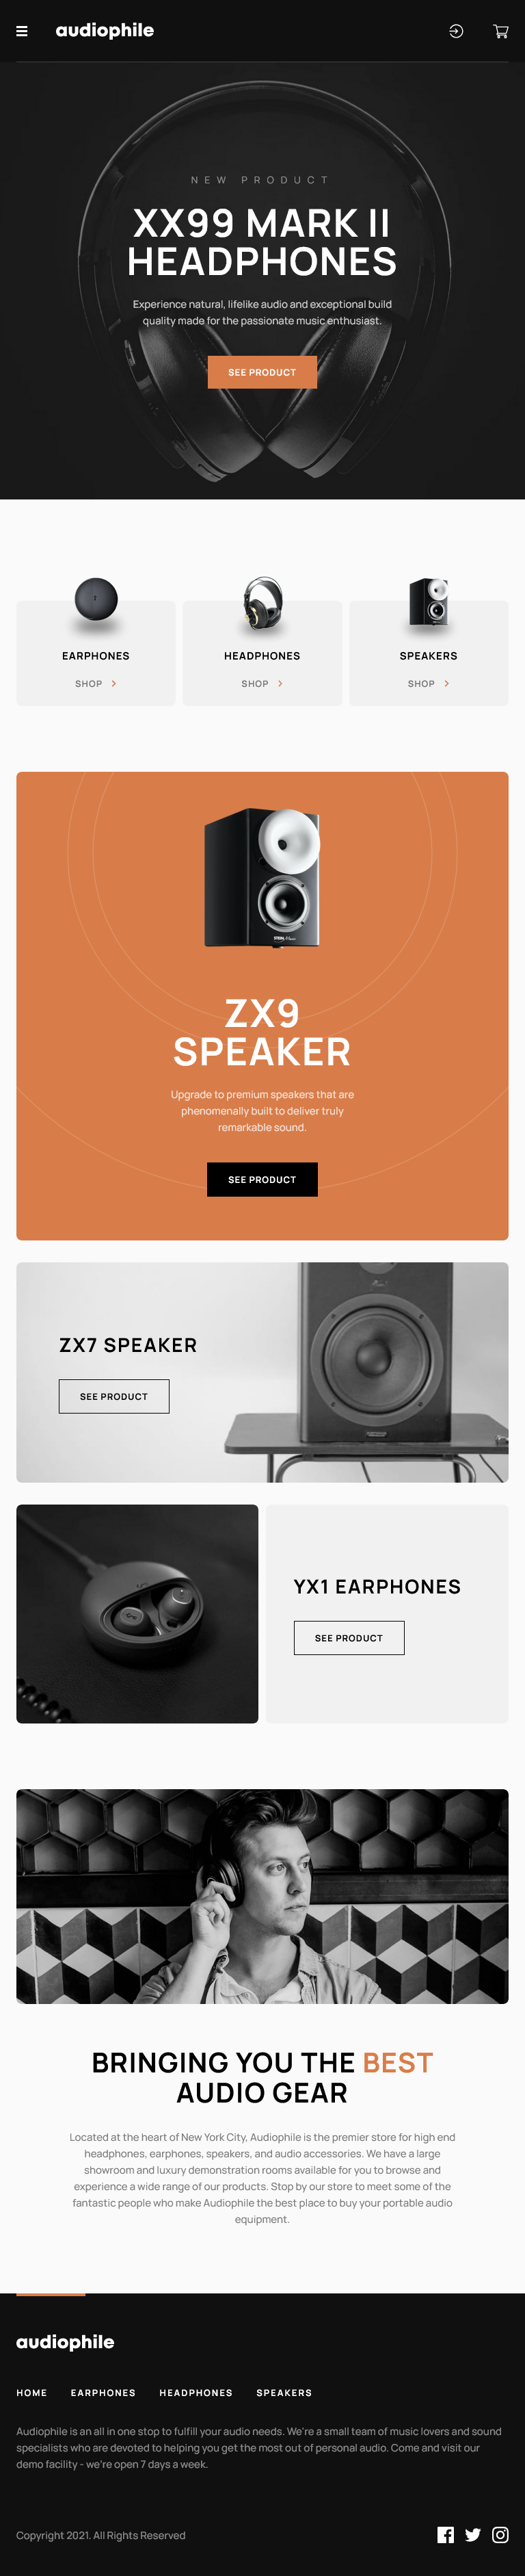 audiophile
NEW PRODUCT
XX99 MARK II
HEADPHONES
Experience natural, lifelike audio and exceptional build
quality made for the passionate music enthusiast.
SEE PRODUCT
EARPHONES
SHOP
HEADPHONES
SHOP
SPEAKERS
SHOP
ZX9
SPEAKER
Upgrade to premium speakers that are
phenomenally built to deliver truly
remarkable sound.
SEE PRODUCT
ZX7 SPEAKER
SEE PRODUCT
YX1 EARPHONES
SEE PRODUCT
BRINGING YOU THE BEST
AUDIO GEAR
Located at the heart of New York City, Audiophile is the premier store for high end
headphones, earphones, speakers, and audio accessories. We have a large
showroom and luxury demonstration rooms available for you to browse and
experience a wide range of our products. Stop by our store to meet some of the
fantastic people who make Audiophile the best place to buy your portable audio
equipment.
audiophile
HOME EARPHONES HEADPHONES SPEAKERS
Audiophile is an all in one stop to fulfill your audio needs. We're a small team of music lovers and sound
specialists who are devoted to helping you get the most out of personal audio. Come and visit our
demo facility - we're open 7 days a week.
Copyright 2021. All Rights Reserved